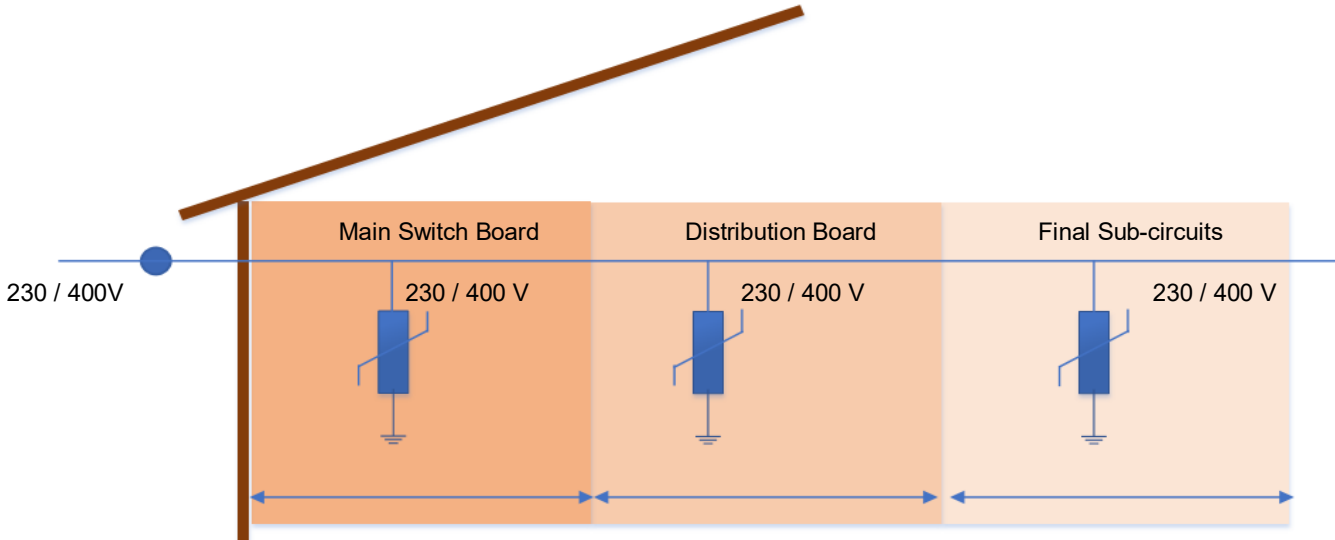 Main Switch Board
Distribution Board
Final Sub-circuits
230 / 400V
230 / 400 V
230 / 400 V
230 / 400 V